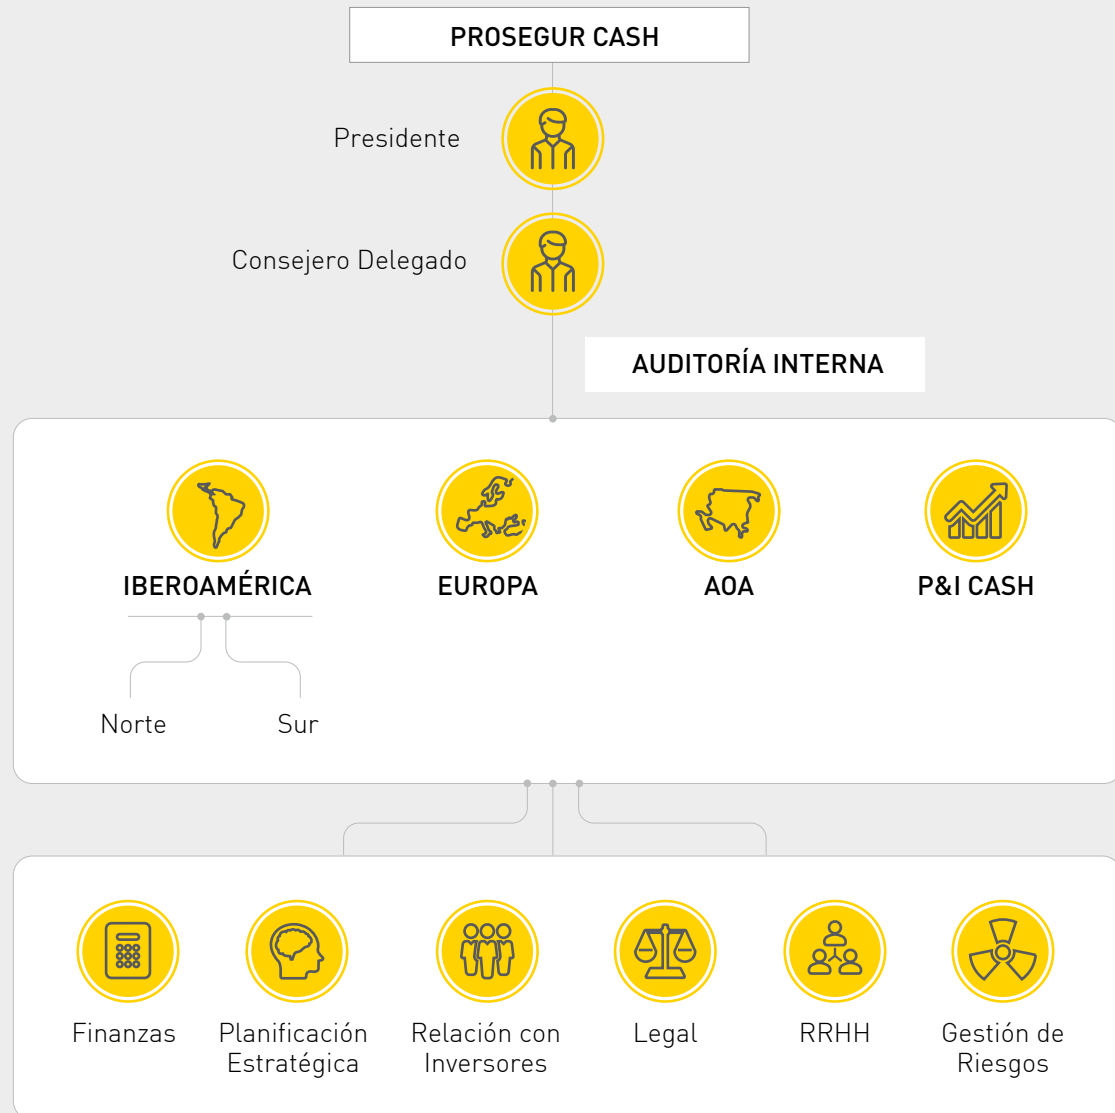 PROSEGUR CASH
Presidente
Consejero Delegado
AUDITORÍA INTERNA
IBEROAMÉRICA
EUROPA
AOA
P&I CASH
Norte
Sur
Finanzas
Planificación
Estratégica
Relación con
Inversores
Legal
RRHH
Gestión de
Riesgos